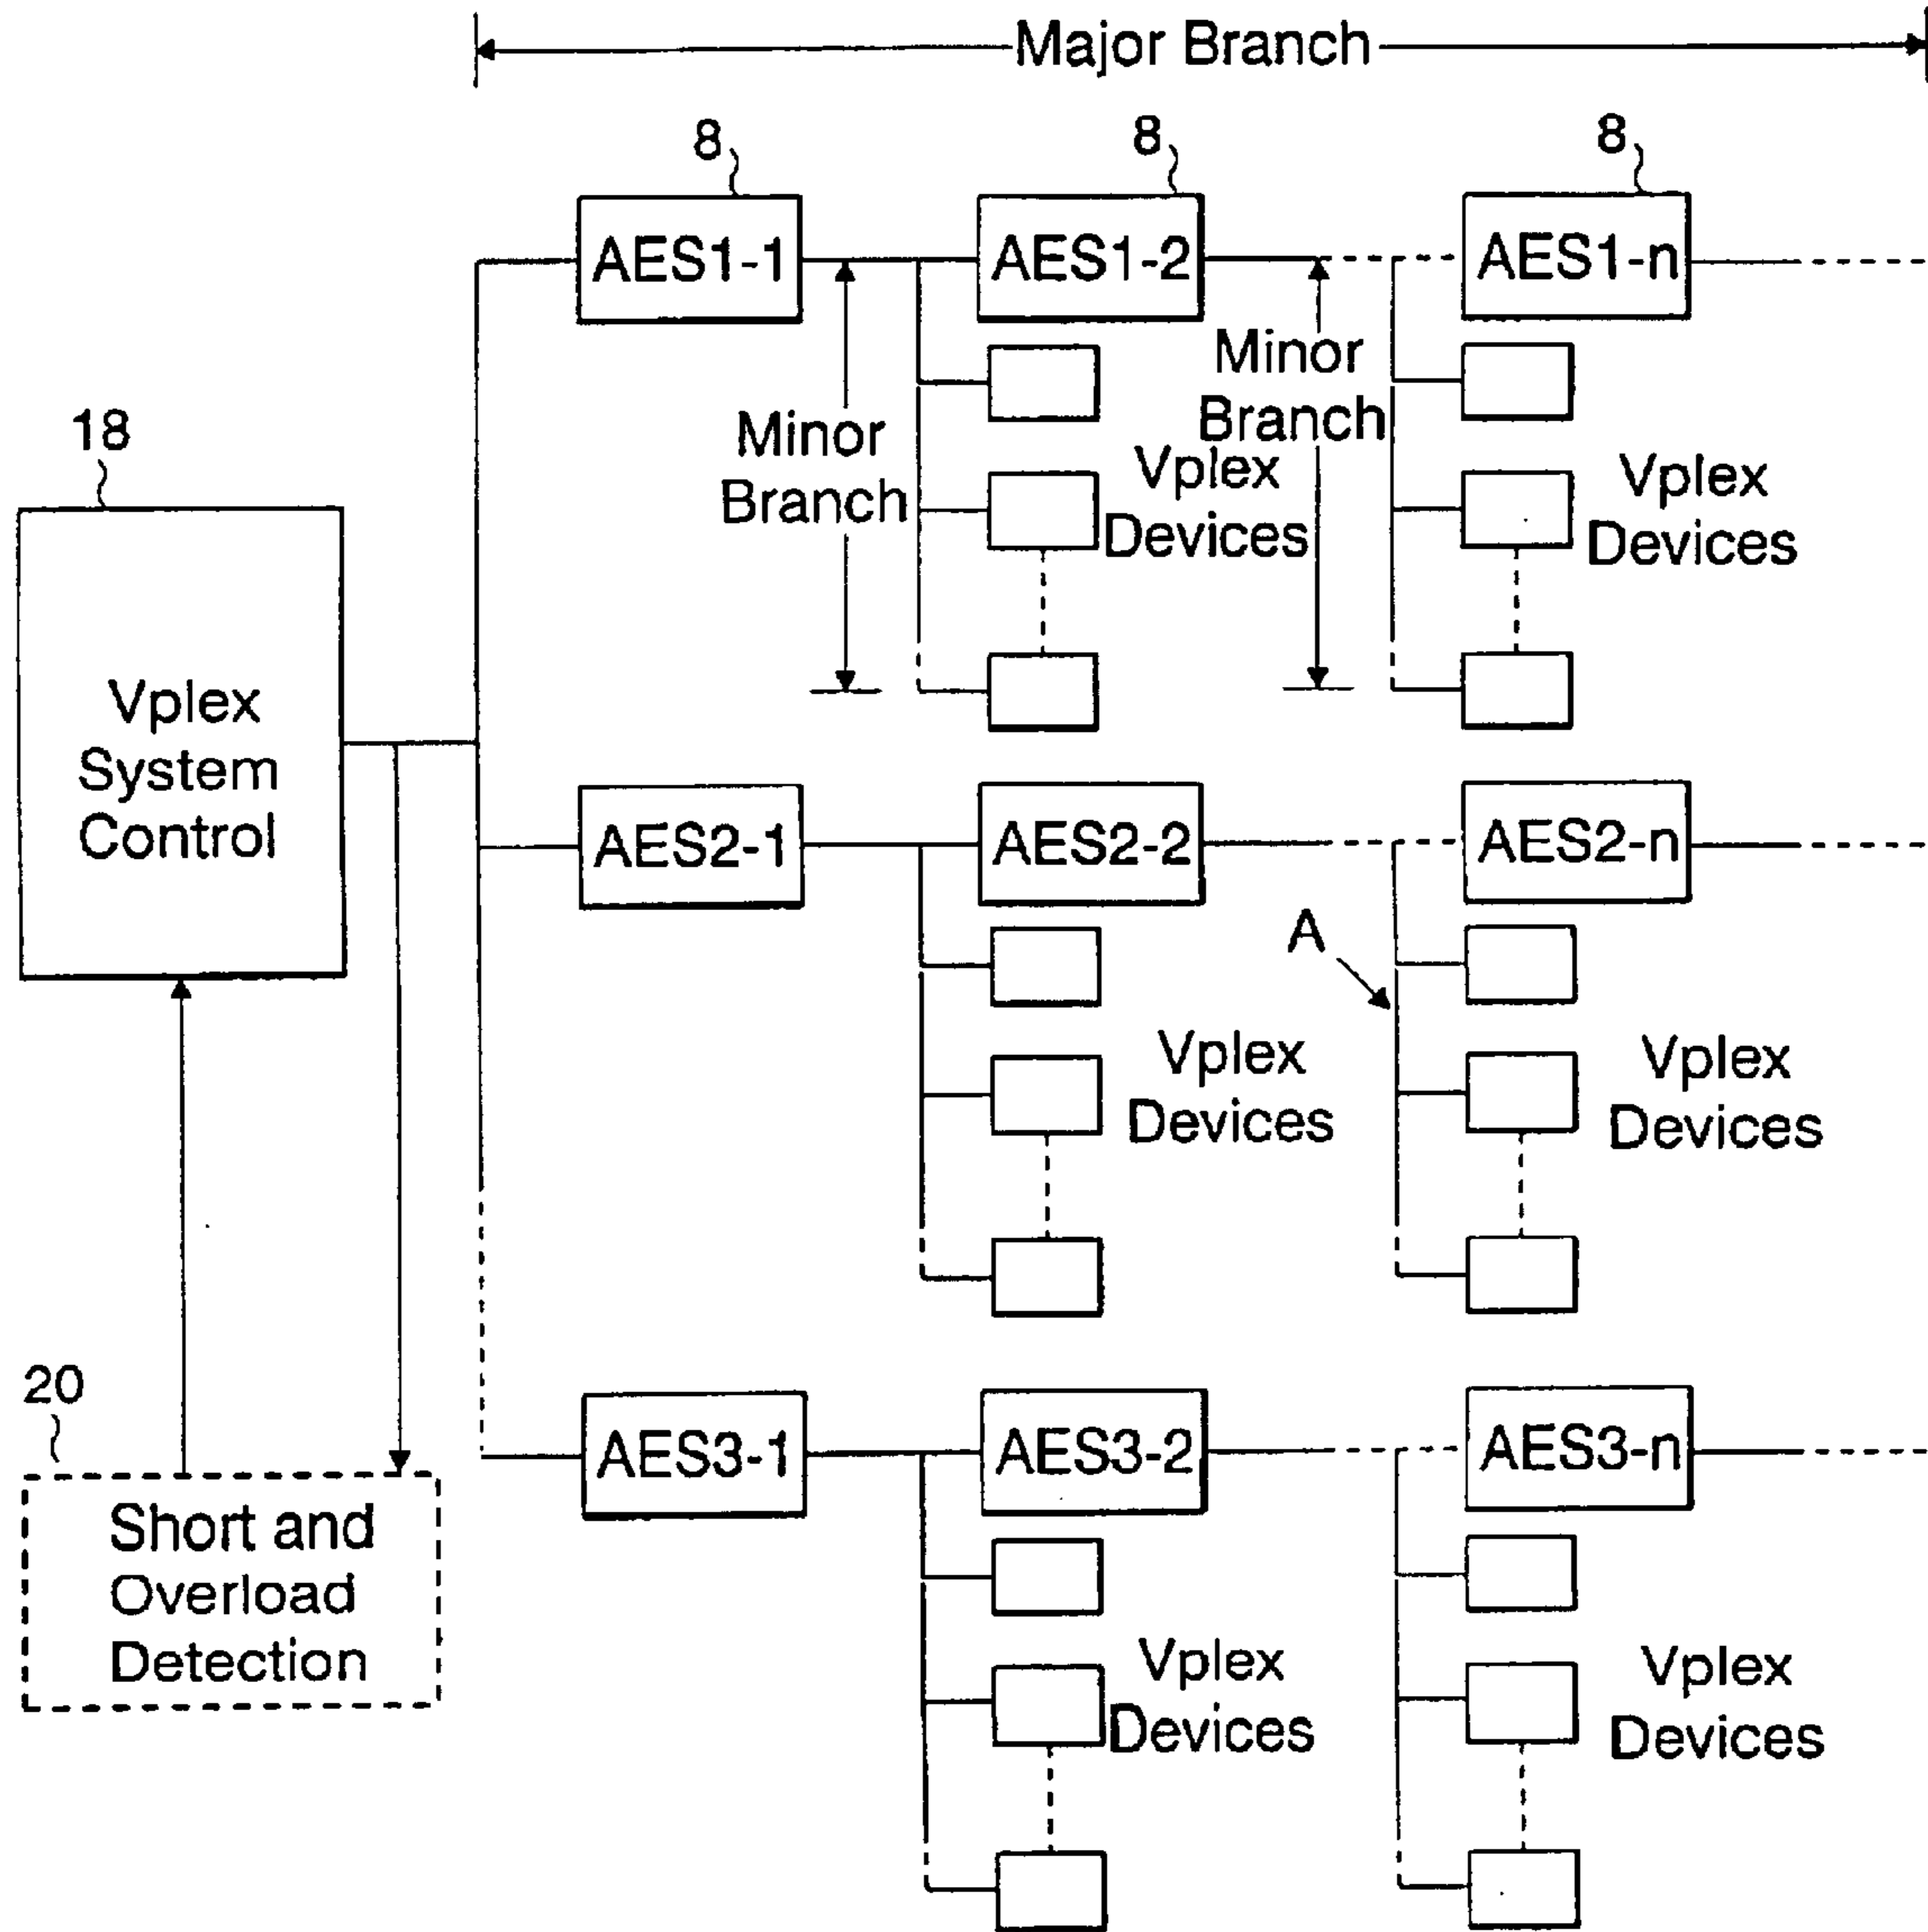 Major Branch
8
8
8
AES1-1
AES1-2
AES1-n
Minor
Branch
Minor
Branch
Vplex
Devices
Vplex
Devices
18
Vplex
System
Control
AES2-1
AES2-2
AES2-n
A
Vplex
Devices
Vplex
Devices
20
Short and
Overload
Detection
AES3-1
AES3-2
AES3-n
Vplex
Devices
Vplex
Devices